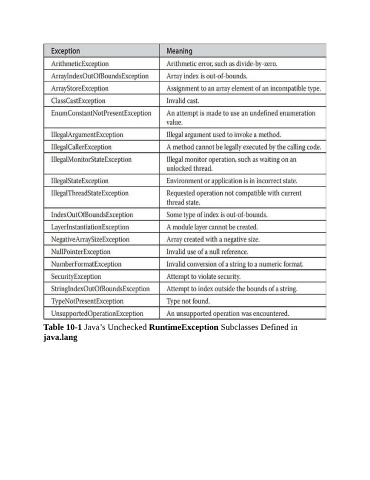 Exception Meaning
ArithmeticException Arithmetic error, such as divide-by-zero.
ArrayIndexOutOfBoundsException Array index is out-of-bounds.
ArrayStoreException Assignment to an array element of an incompatible type.
ClassCastException Invalid cast.
EnumConstantNotPresentException An attempt is made to use an undefined enumeration
value.
IllegalArgumentException Illegal argument used to invoke a method.
IllegalCallerException A method cannot be legally executed by the calling code.
IllegalMonitorStateException Illegal monitor operation, such as waiting on an
unlocked thread.
IllegalStateException Environment or application is in incorrect state.
IllegalThreadStateException Requested operation not compatible with current
thread state.
IndexOutOfBoundsException Some type of index is out-of-bounds.
LayerInstantiationException A module layer cannot be created.
NegativeArraySizeException Array created with a negative size.
NullPointerException Invalid use of a null reference.
NumberFormatException Invalid conversion of a string to a numeric format.
SecurityException Attempt to violate security.
StringIndexOutOfBoundsException Attempt to index outside the bounds of a string.
TypeNotPresentException Type not found.
UnsupportedOperationException An unsupported operation was encountered.
Table 10-1 Java's Unchecked RuntimeException Subclasses Defined in
java.lang